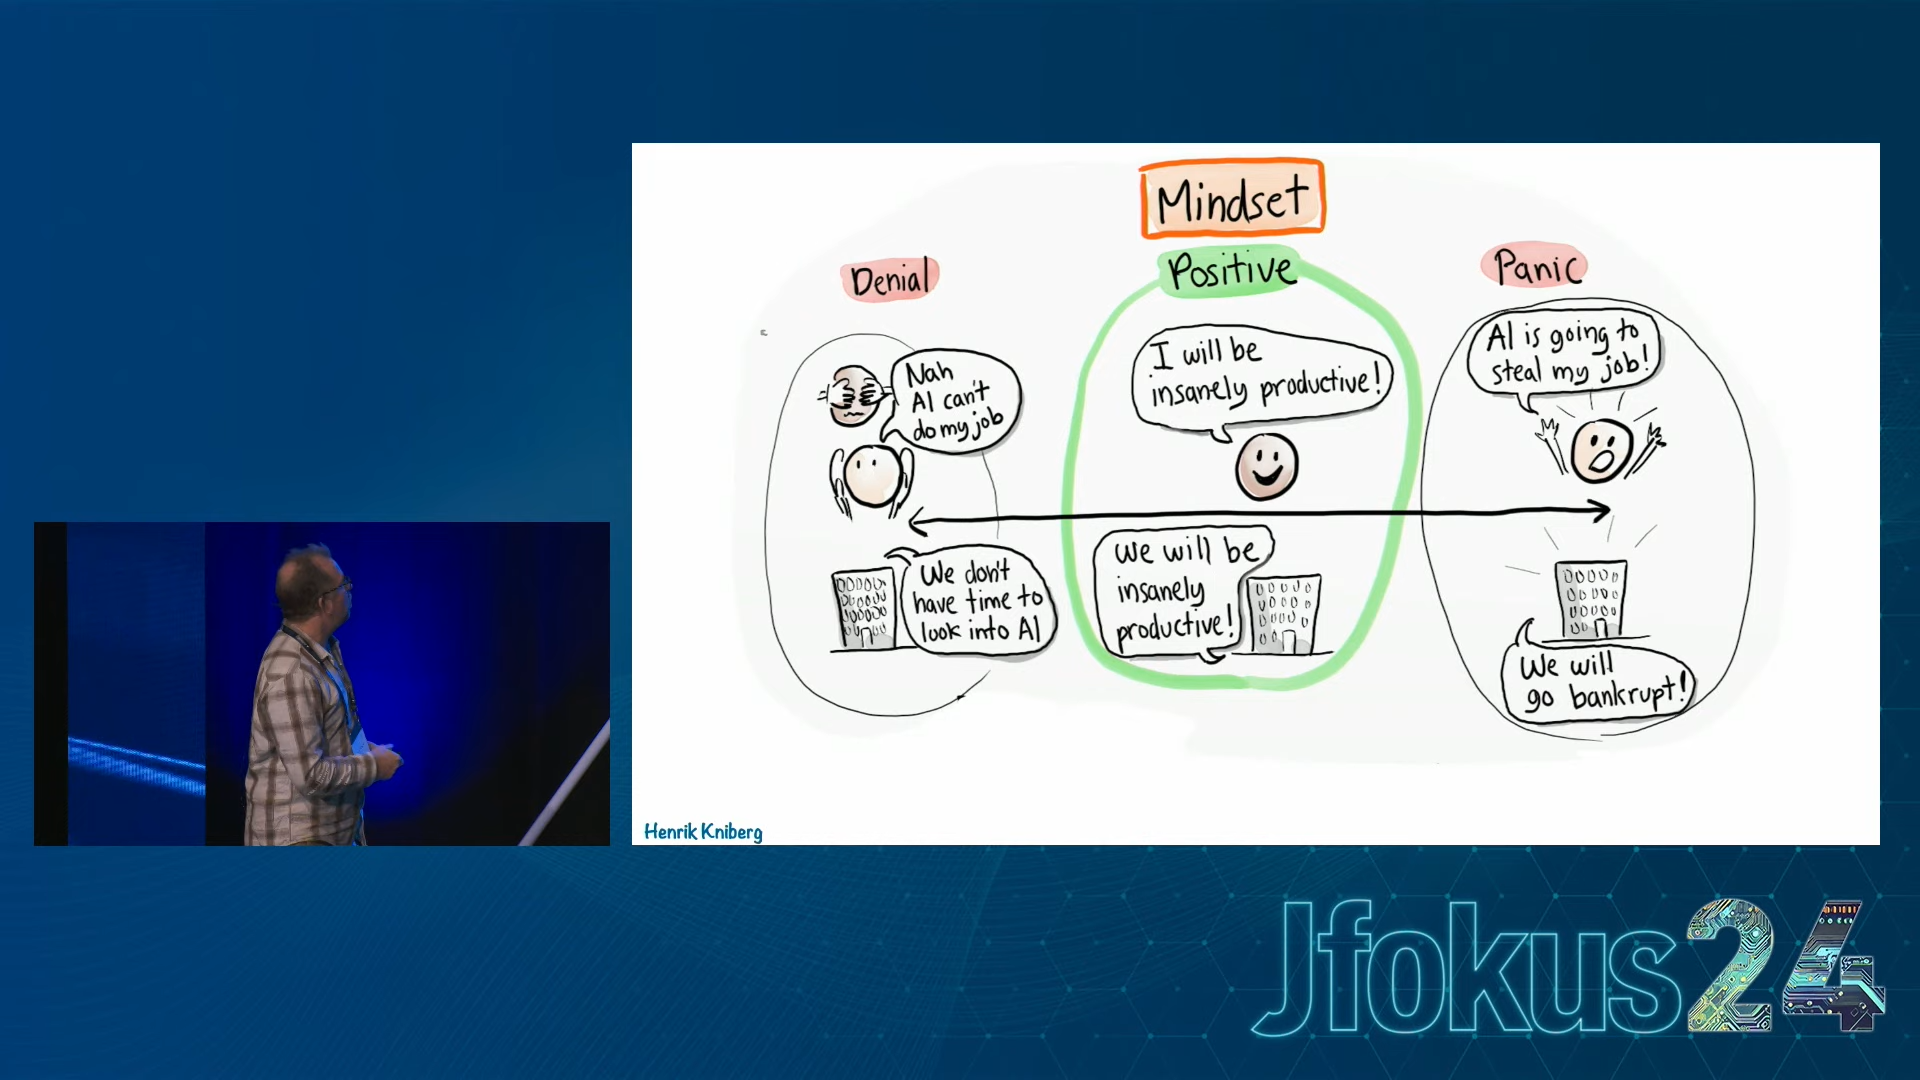 Mindset
Denial
Positive
Panic
Nah
AI can't
do my job
I will be
insanely productive!
AI is going to
steal my job!
We don't
have time to
look into AI
We will be
insanely
productive!
We will
go bankrupt!
Henrik Kniberg
Jfokus24